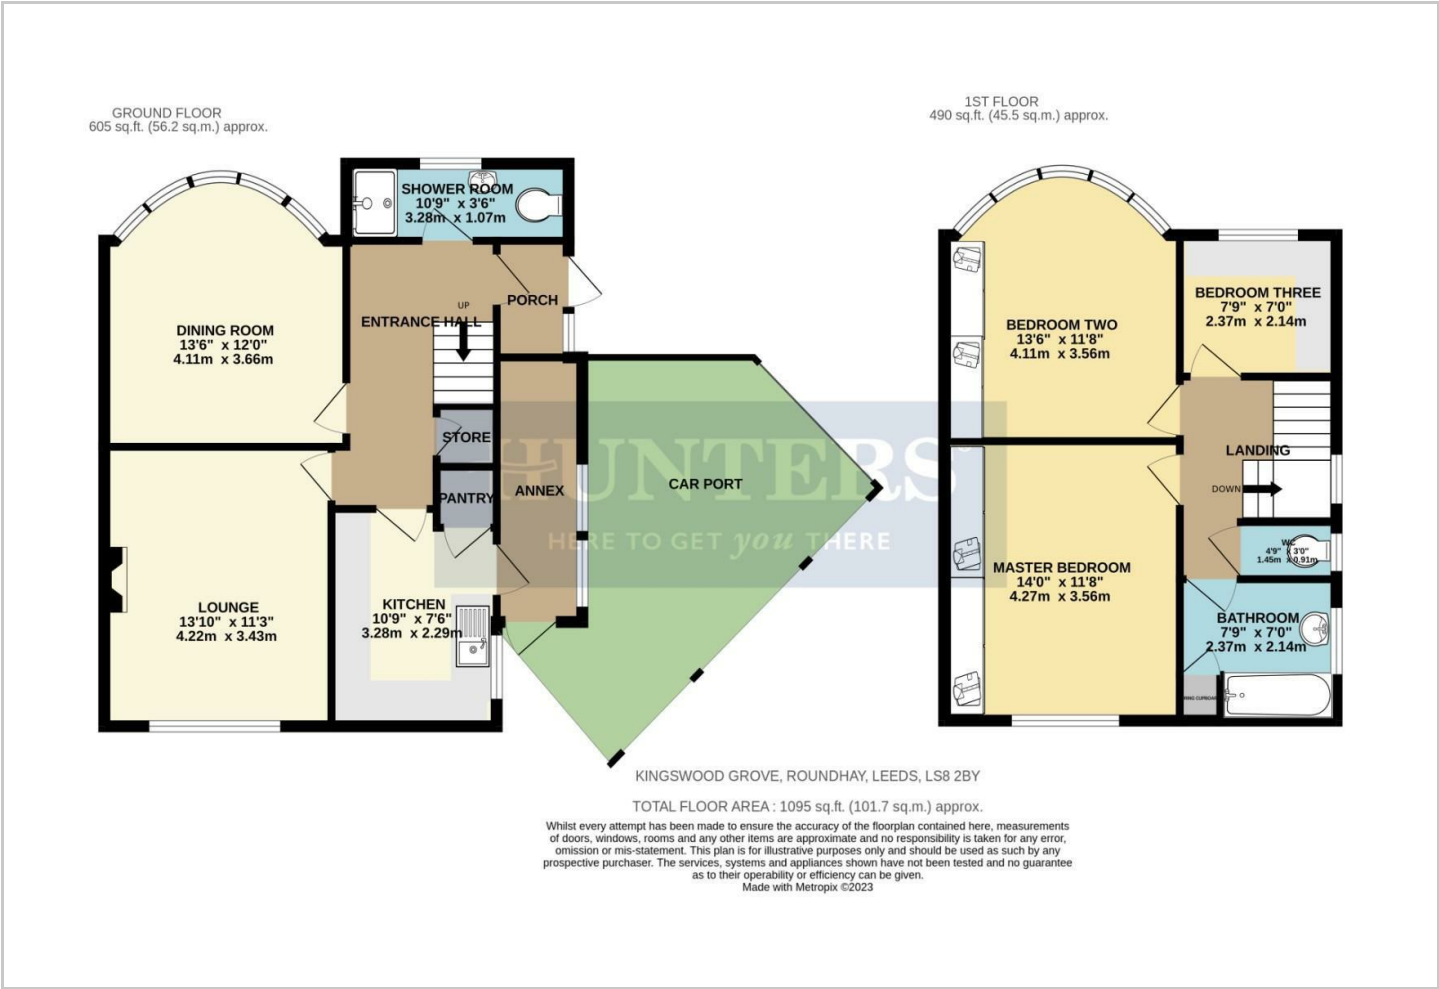 GROUND FLOOR
605 sq.ft. (56.2 sq.m.) approx.
1ST FLOOR
490 sq.ft. (45.5 sq.m.) approx.
SHOWER ROOM
10'9" x 3'6"
3.28m x 1.07m
DINING ROOM
13'6" x 12'0"
4.11m x 3.66m
UP
ENTRANCE HALL
PORCH
STORE
PANTRY
ANNEX
CAR PORT
LOUNGE
13'10" x 11'3"
4.22m x 3.43m
KITCHEN
10'9" x 7'6"
3.28m x 2.29m
HUNTERS
HERE TO GET you THERE
BEDROOM TWO
13'6" x 11'8"
4.11m x 3.56m
BEDROOM THREE
7'9" x 7'0"
2.37m x 2.14m
LANDING
DOWN
WC
4'9" x 3'0"
1.45m x 0.91m
MASTER BEDROOM
14'0" x 11'8"
4.27m x 3.56m
BATHROOM
7'9" x 7'0"
2.37m x 2.14m
KINGSWOOD GROVE, ROUNDHAY, LEEDS, LS8 2BY
TOTAL FLOOR AREA : 1095 sq.ft. (101.7 sq.m.) approx.
Whilst every attempt has been made to ensure the accuracy of the floorplan contained here, measurements
of doors, windows, rooms and any other items are approximate and no responsibility is taken for any error,
omission or mis-statement. This plan is for illustrative purposes only and should be used as such by any
prospective purchaser. The services, systems and appliances shown have not been tested and no guarantee
as to their operability or efficiency can be given.
Made with Metropix ©2023